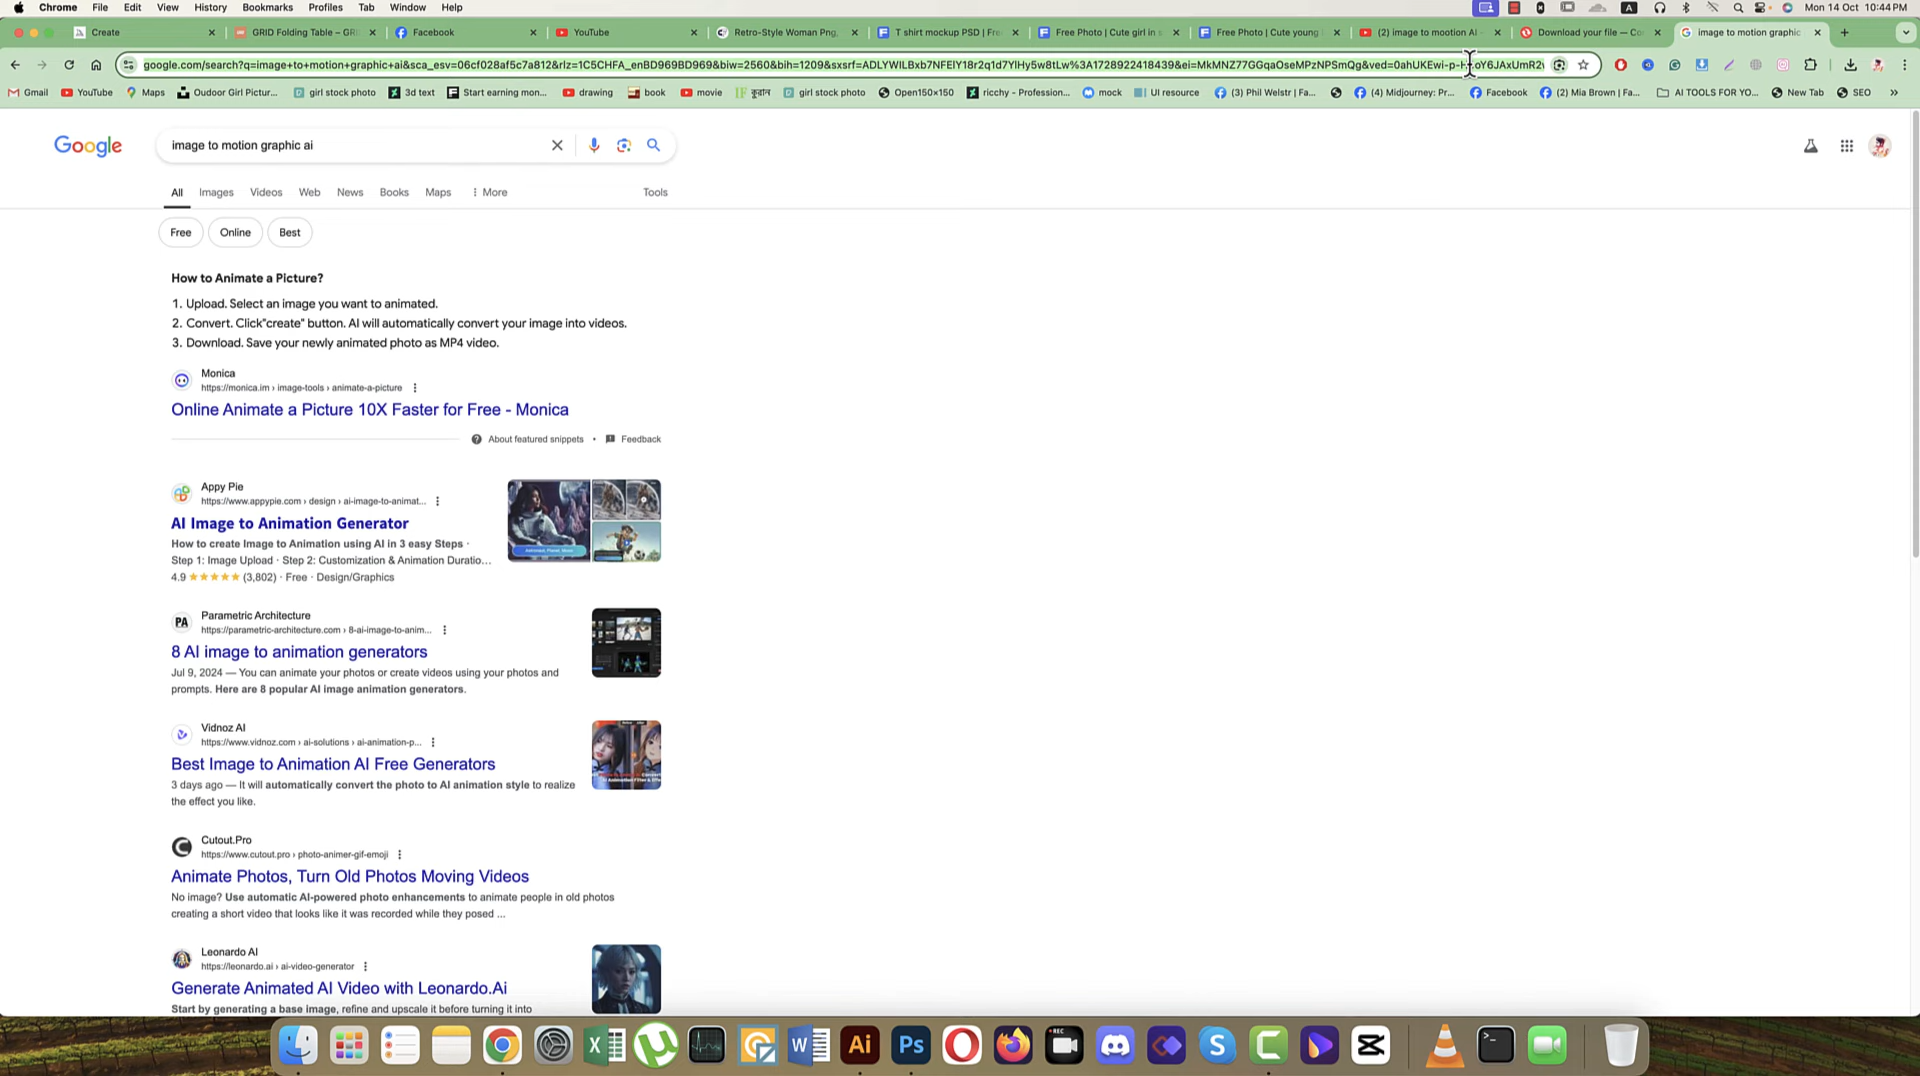 Chrome File Edit View History Bookmarks Profiles Tab Window Help
A
Mon 14 Oct 10:44 PM
Create
GRID Folding Table – GRI
Facebook
YouTube
Retro-Style Woman Png,
T shirt mockup PSD | Fre
Free Photo | Cute girl in s
Free Photo | Cute young
(2) image to mootion AI -
Download your file — Co
image to motion graphic
google.com/search?q=image+to+motion+graphic+ai&sca_esv=06cf028af5c7a812&rlz=1C5CHFA_enBD969BD969&biw=2560&bih=1209&sxsrf=
Gmail
YouTube
Maps
Oudoor Girl Pictur...
girl stock photo
3d text
Start earning mon...
drawing
book
movie
কুরান
girl stock photo
Open150×150
ricchy - Profession...
mock
UI resource
(3) Phil Welstr | Fa...
(4) Midjourney: Pr...
Facebook
(2) Mia Brown | Fa...
AI TOOLS FOR YO...
New Tab
SEO
»
Google
image to motion graphic ai
All Images Videos Web News Books Maps More Tools
Free Online Best
How to Animate a Picture?
1. Upload. Select an image you want to animated.
2. Convert. Click"create" button. AI will automatically convert your image into videos.
3. Download. Save your newly animated photo as MP4 video.
Monica
https://monica.im › image-tools › animate-a-picture
Online Animate a Picture 10X Faster for Free - Monica
About featured snippets • Feedback
Appy Pie
https://www.appypie.com › design › ai-image-to-animat...
AI Image to Animation Generator
How to create Image to Animation using AI in 3 easy Steps ·
Step 1: Image Upload · Step 2: Customization & Animation Duratio...
4.9 ★★★★★ (3,802) · Free · Design/Graphics
PA
Parametric Architecture
https://parametric-architecture.com › 8-ai-image-to-anim...
8 AI image to animation generators
Jul 9, 2024 — You can animate your photos or create videos using your photos and
prompts. Here are 8 popular AI image animation generators.
Vidnoz AI
https://www.vidnoz.com › ai-solutions › ai-animation-p...
Best Image to Animation AI Free Generators
3 days ago — It will automatically convert the photo to AI animation style to realize
the effect you like.
Cutout.Pro
https://www.cutout.pro › photo-animer-gif-emoji
Animate Photos, Turn Old Photos Moving Videos
No image? Use automatic AI-powered photo enhancements to animate people in old photos
creating a short video that looks like it was recorded while they posed ...
Leonardo AI
https://leonardo.ai › ai-video-generator
Generate Animated AI Video with Leonardo.Ai
Start by generating a base image, refine and upscale it before turning it into
X
W
Ai
Ps
REC
S
C